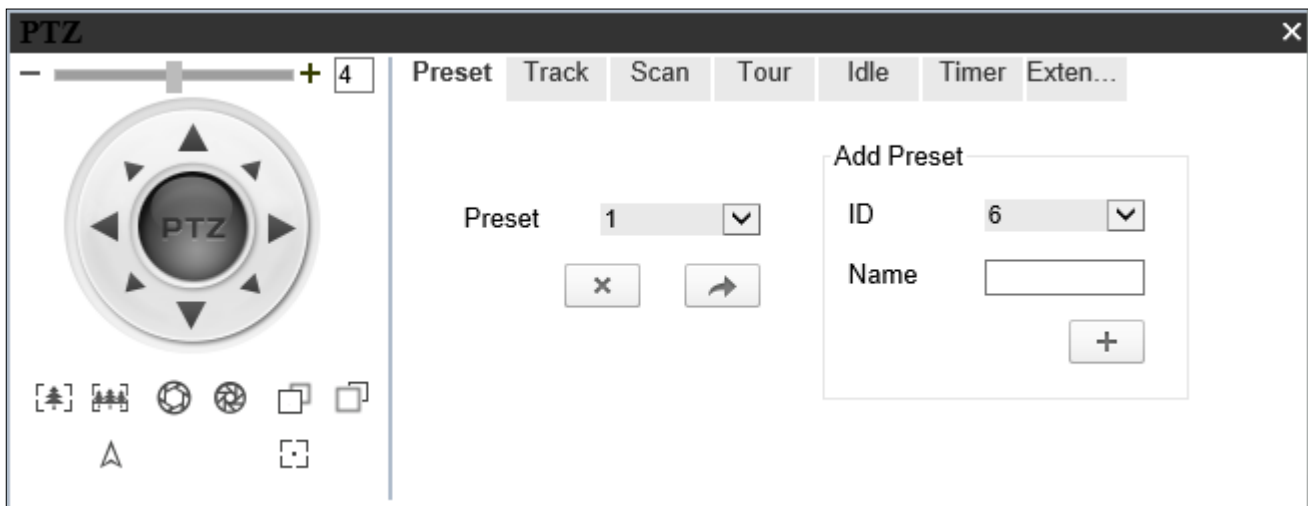 PTZ
4
Preset Track Scan Tour Idle Timer Exten...
Add Preset
Preset 1
ID 6
PTZ
Name